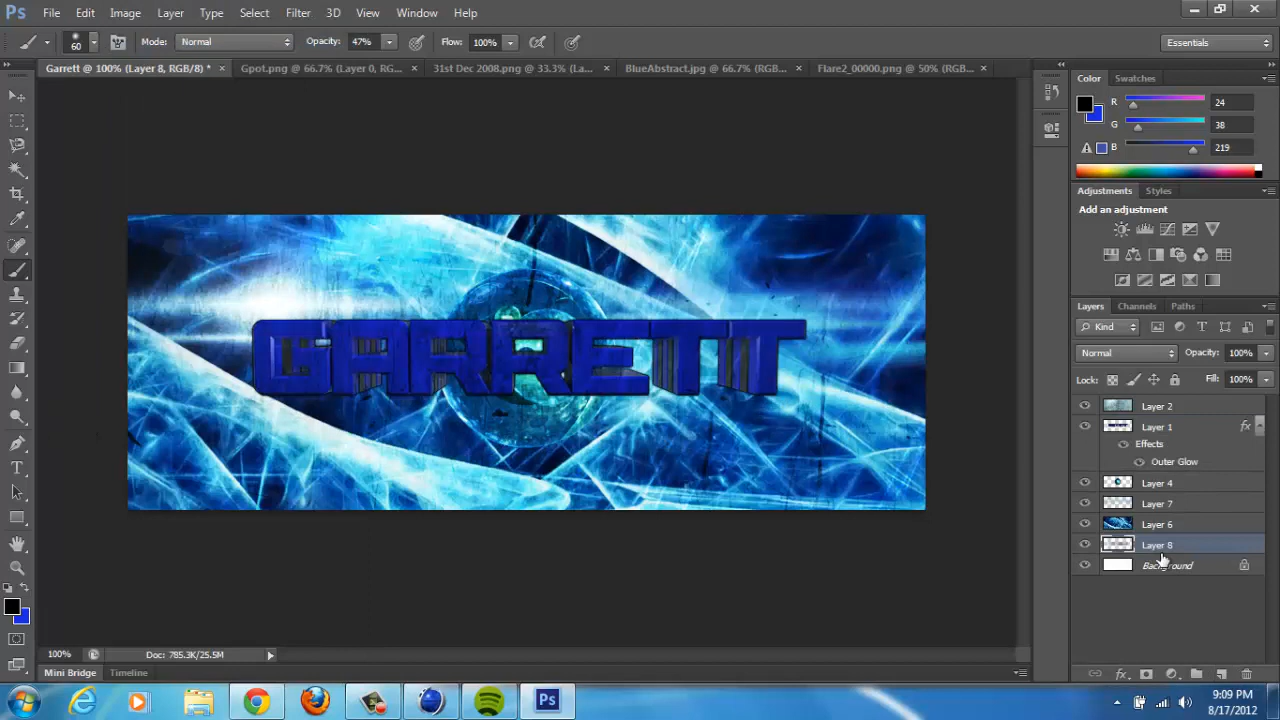 Ps File Edit Image Layer Type Select Filter 3D View Window Help
60 Mode: Normal Opacity: 47% Flow: 100% Essentials
Garrett @ 100% (Layer 8, RGB/8) * × Gpot.png @ 66.7% (Layer 0, RG... × 31st Dec 2008.png @ 33.3% (La... × BlueAbstract.jpg @ 66.7% (RGB... × Flare2_00000.png @ 50% (RGB... ×
Color Swatches
R 24
G 38
B 219
Adjustments Styles
Add an adjustment
Layers Channels Paths
Kind
Normal Opacity: 100%
Lock: Fill: 100%
Layer 2
Layer 1 fx
Effects
Outer Glow
Layer 4
Layer 7
Layer 6
Layer 8
Background
GARRETT
100% Doc: 785.3K/25.5M
Mini Bridge Timeline
Ps
9:09 PM
8/17/2012